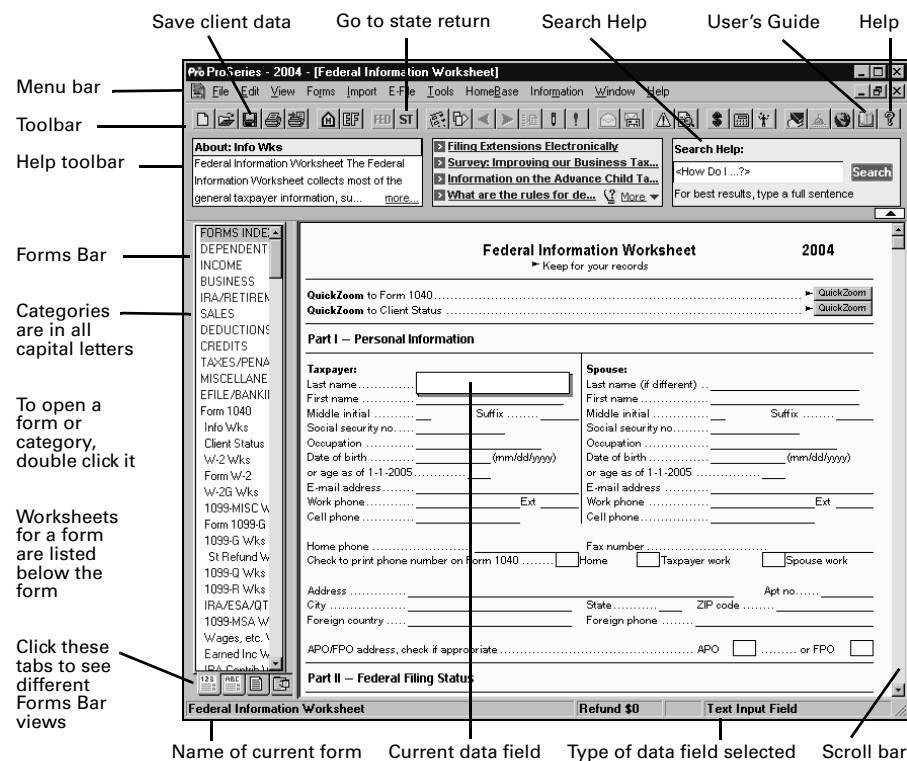 Save client data
Go to state return
Search Help
User's Guide
Help
Pro ProSeries - 2004 - [Federal Information Worksheet]
Menu bar
File Edit View Forms Import E-File Tools HomeBase Information Window Help
Toolbar
EF FED ST
Help toolbar
About: Info Wks
Federal Information Worksheet The Federal
Information Worksheet collects most of the
general taxpayer information, su... more...
Filing Extensions Electronically
Survey: Improving our Business Tax...
Information on the Advance Child Ta...
What are the rules for de... More
Search Help:
<How Do I ...?>
Search
For best results, type a full sentence
Forms Bar
Categories
are in all
capital letters
To open a
form or
category,
double click it
Worksheets
for a form
are listed
below the
form
Click these
tabs to see
different
Forms Bar
views
FORMS INDE
DEPENDENT
INCOME
BUSINESS
IRA/RETIREM
SALES
DEDUCTIONS
CREDITS
TAXES/PENA
MISCELLANE
EFILE/BANKI
Form 1040
Info Wks
Client Status
W-2 Wks
Form W-2
W-2G Wks
1099-MISC W
Form 1099-G
1099-G Wks
St Refund W
1099-Q Wks
1099-R Wks
IRA/ESA/QT
1099-MSA W
Wages, etc.
Earned Inc W
IRA Contrib
123 ABC
Federal Information Worksheet 2004
Keep for your records
QuickZoom to Form 1040 QuickZoom
QuickZoom to Client Status QuickZoom
Part I — Personal Information
Taxpayer: Spouse:
Last name Last name (if different)
First name First name
Middle initial Suffix Middle initial Suffix
Social security no. Social security no.
Occupation Occupation
Date of birth (mm/dd/yyyy) Date of birth (mm/dd/yyyy)
or age as of 1-1-2005 or age as of 1-1-2005
E-mail address E-mail address
Work phone Ext Work phone Ext
Cell phone Cell phone
Home phone Fax number
Check to print phone number on Form 1040 Home Taxpayer work Spouse work
Address Apt no.
City State ZIP code
Foreign country Foreign phone
APO/FPO address, check if appropriate APO or FPO
Part II — Federal Filing Status
Federal Information Worksheet Refund $0 Text Input Field
Name of current form
Current data field
Type of data field selected
Scroll bar